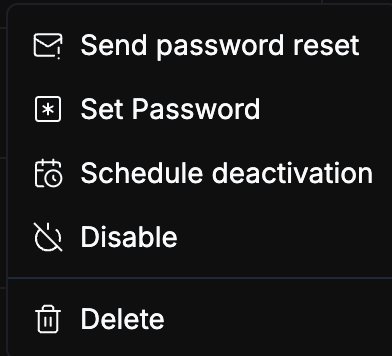 Send password reset
Set Password
Schedule deactivation
Disable
Delete